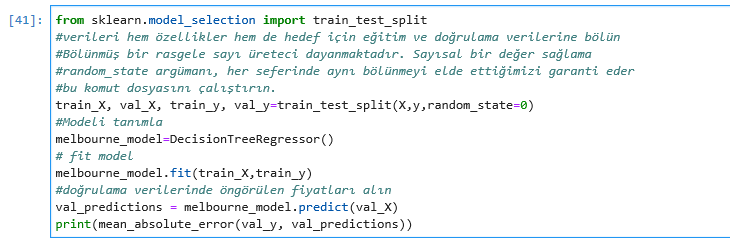 [41]: from sklearn.model_selection import train_test_split
#verileri hem özellikler hem de hedef için eğitim ve doğrulama verilerine bölün
#Bölünmüş bir rasgele sayı üreteci dayanmaktadır. Sayısal bir değer sağlama
#random_state argümanı, her seferinde aynı bölünmeyi elde ettiğimizi garanti eder
#bu komut dosyasını çalıştırın.
train_X, val_X, train_y, val_y=train_test_split(X,y,random_state=0)
#Modeli tanımla
melbourne_model=DecisionTreeRegressor()
# fit model
melbourne_model.fit(train_X,train_y)
#doğrulama verilerinde öngörülen fiyatları alın
val_predictions = melbourne_model.predict(val_X)
print(mean_absolute_error(val_y, val_predictions))